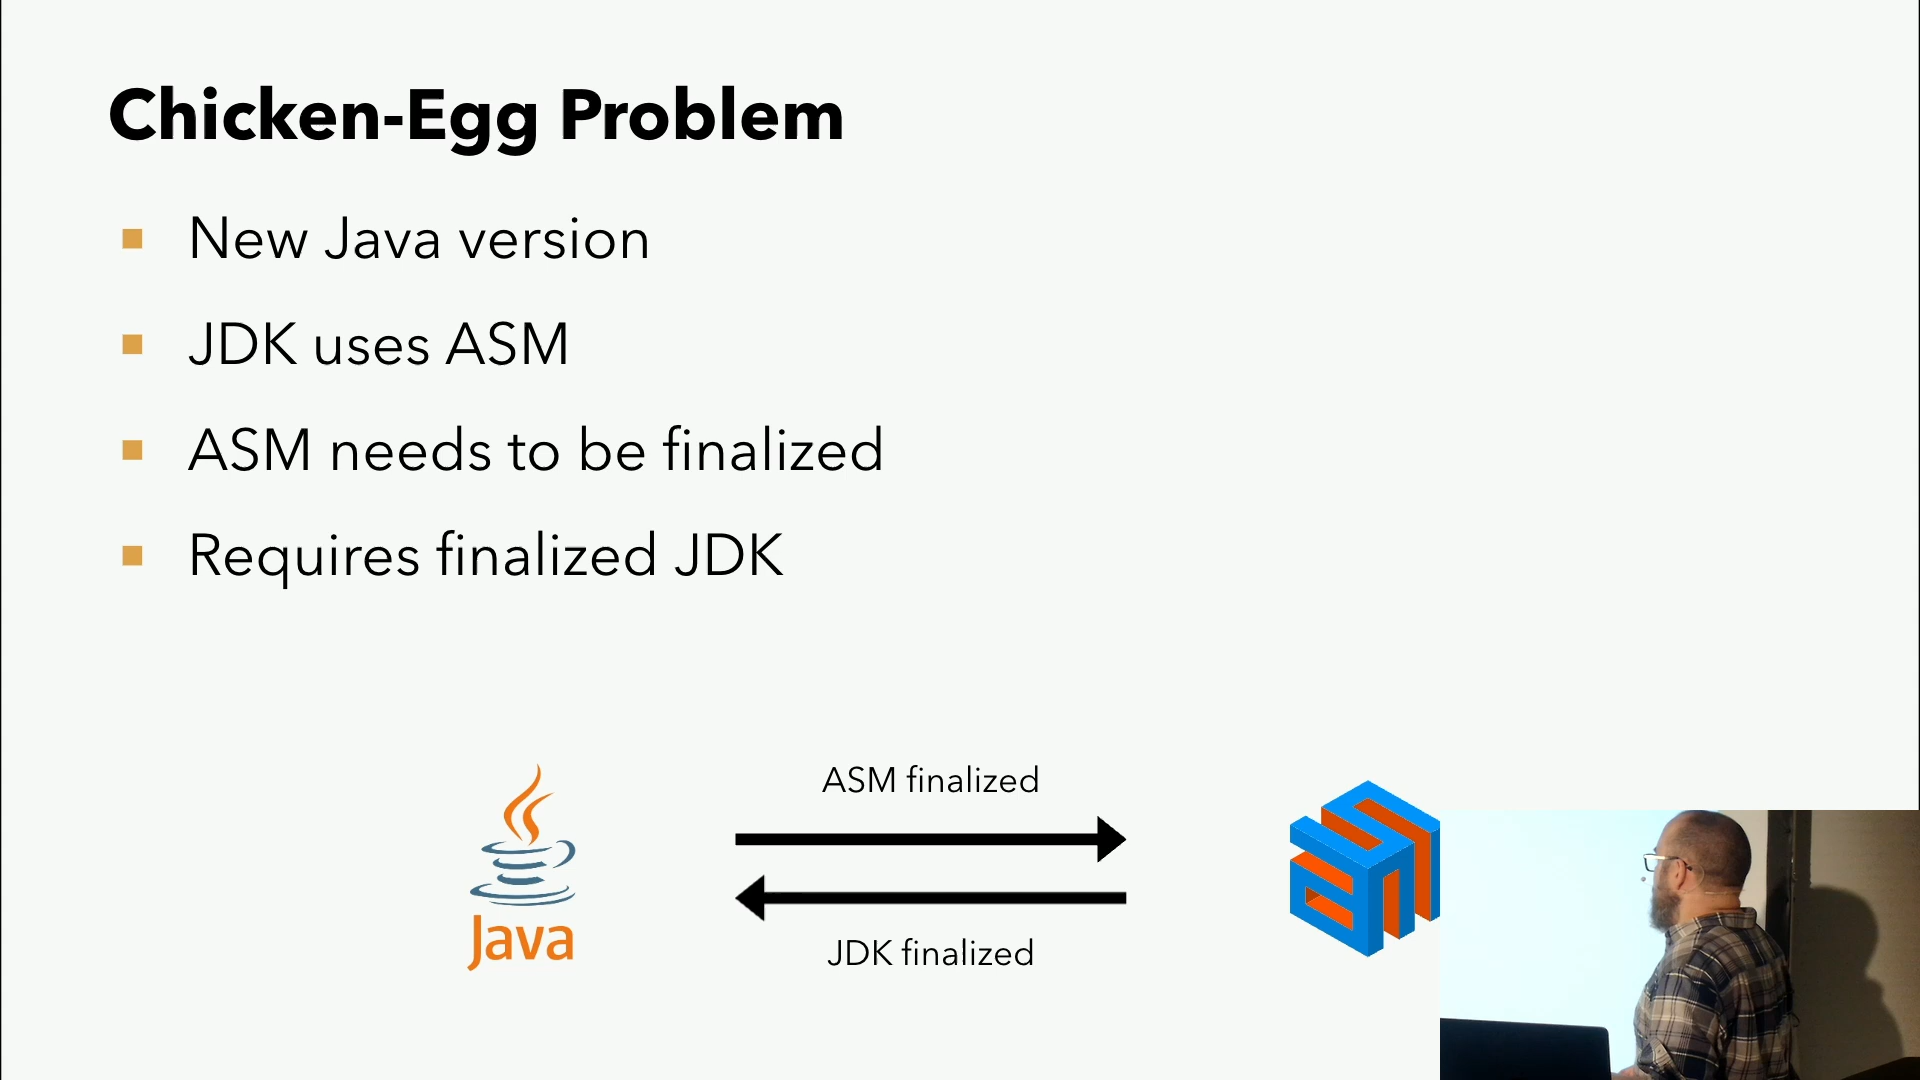 Chicken-Egg Problem
New Java version
JDK uses ASM
ASM needs to be finalized
Requires finalized JDK
ASM finalized
JDK finalized
Java